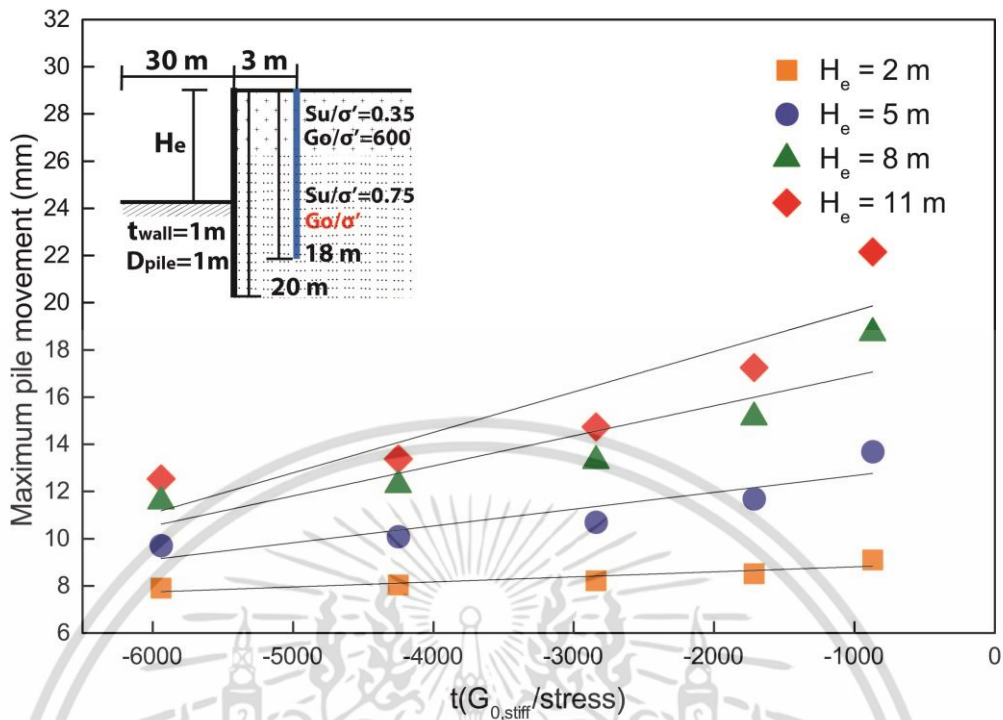 32
30
28
26
24
22
20
18
16
14
12
10
8
6
Maximum pile movement (mm)
30 m
3 m
He
Su/σ'=0.35
Go/σ'=600
Su/σ'=0.75
Go/σ'
twall=1m
Dpile=1m
18 m
20 m
He = 2 m
He = 5 m
He = 8 m
He = 11 m
-6000 -5000 -4000 -3000 -2000 -1000 0
t(G0,stiff/stress)